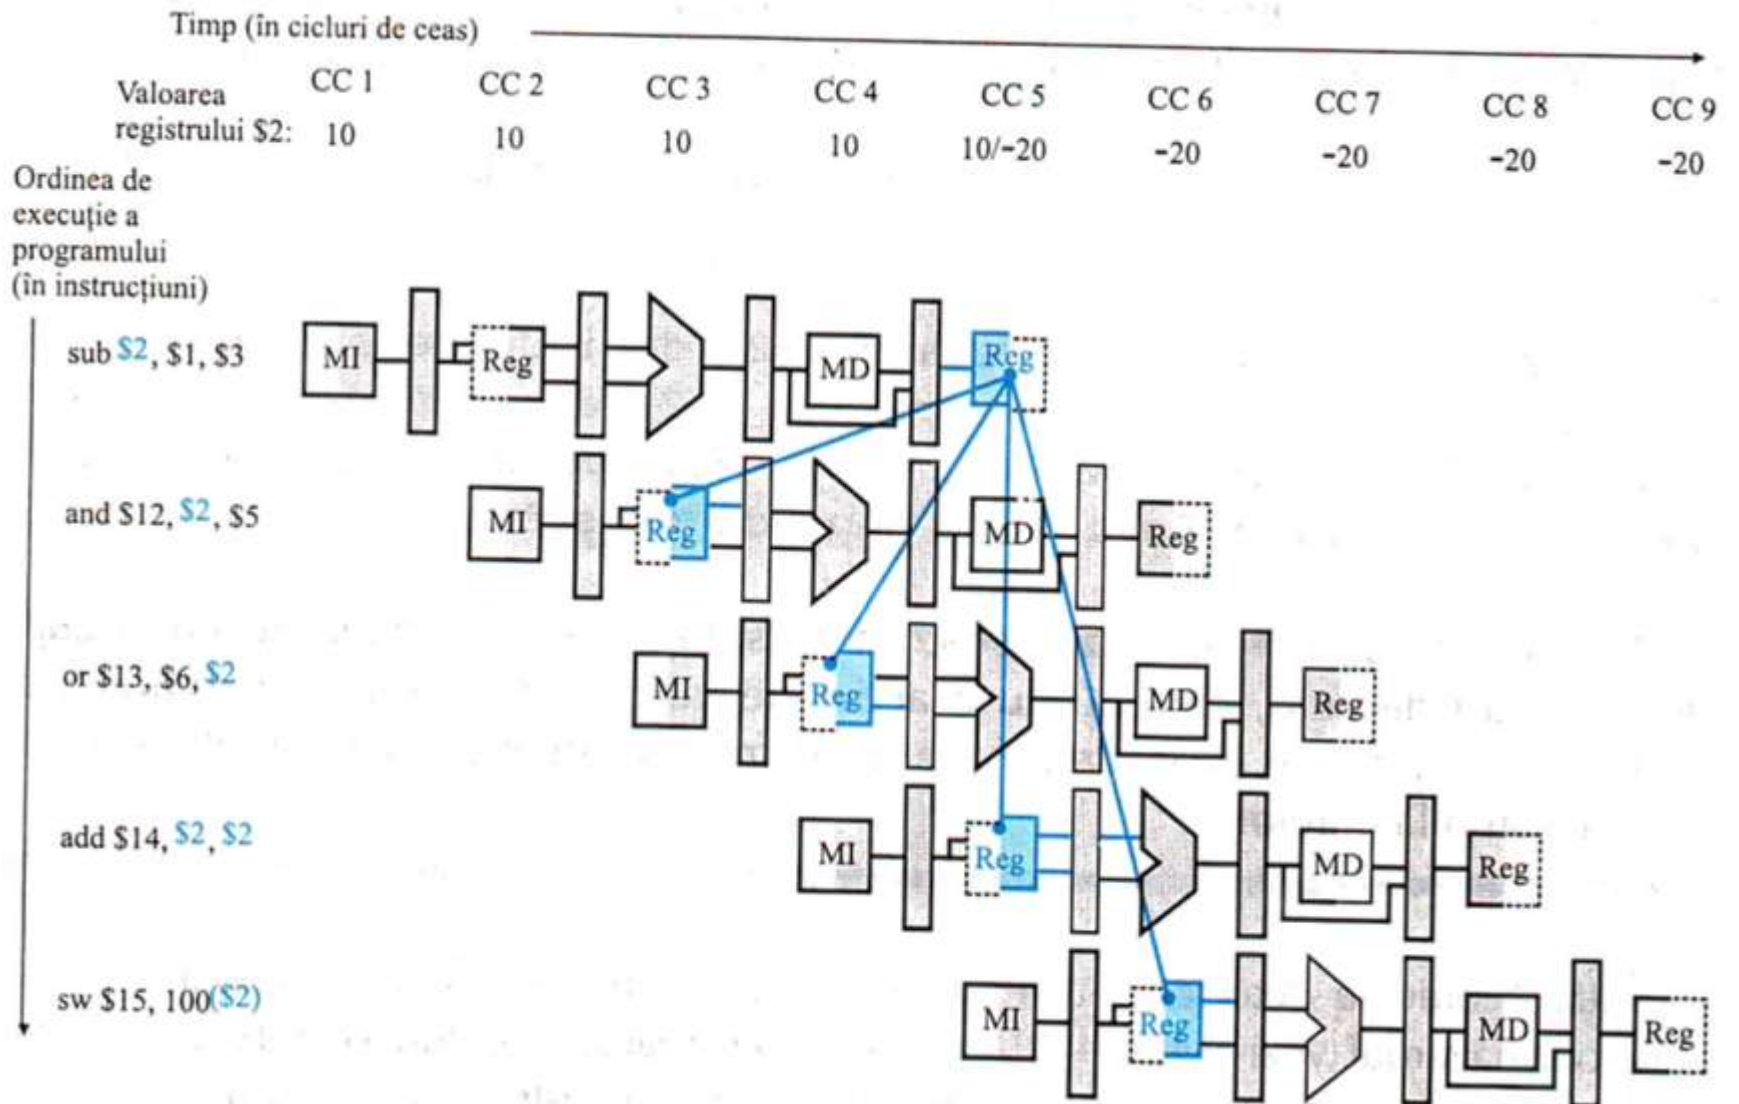 Timp (în cicluri de ceas)
CC 1 CC 2 CC 3 CC 4 CC 5 CC 6 CC 7 CC 8 CC 9
Valoarea
registrului $2: 10 10 10 10 10/-20 -20 -20 -20 -20
Ordinea de
execuție a
programului
(în instrucțiuni)
sub $2, $1, $3 MI Reg MD Reg
and $12, $2, $5 MI Reg MD Reg
or $13, $6, $2 MI Reg MD Reg
add $14, $2, $2 MI Reg MD Reg
sw $15, 100($2) MI Reg MD Reg